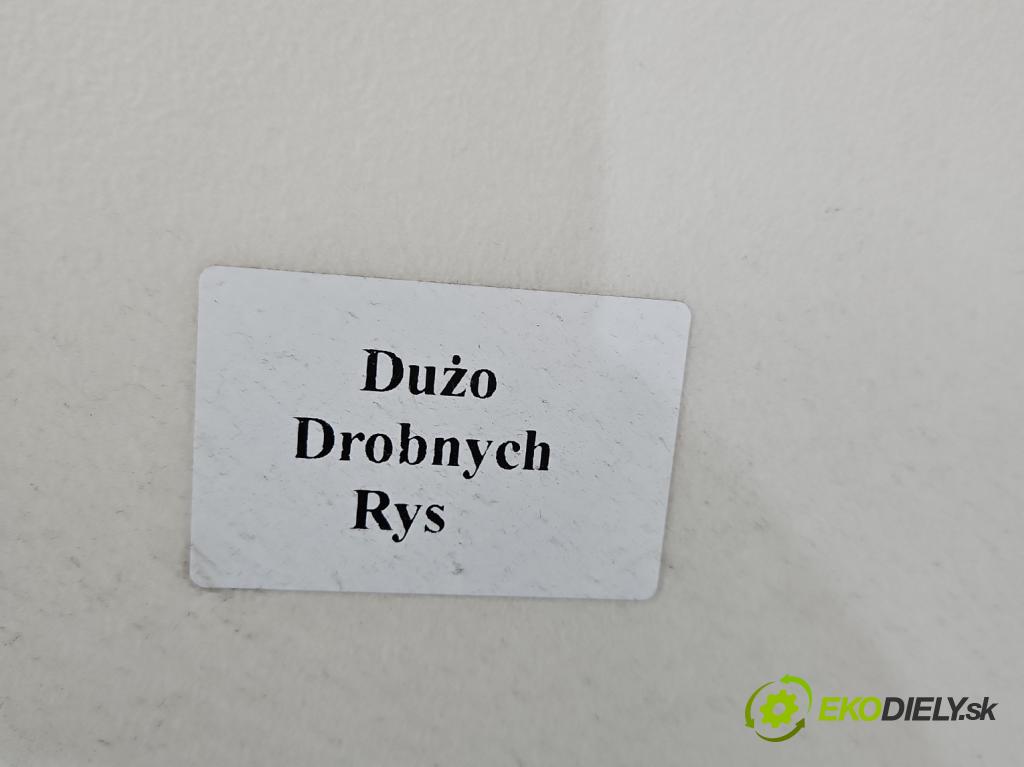 Dużo
Drobnych
Rys
EKODIELY.sk